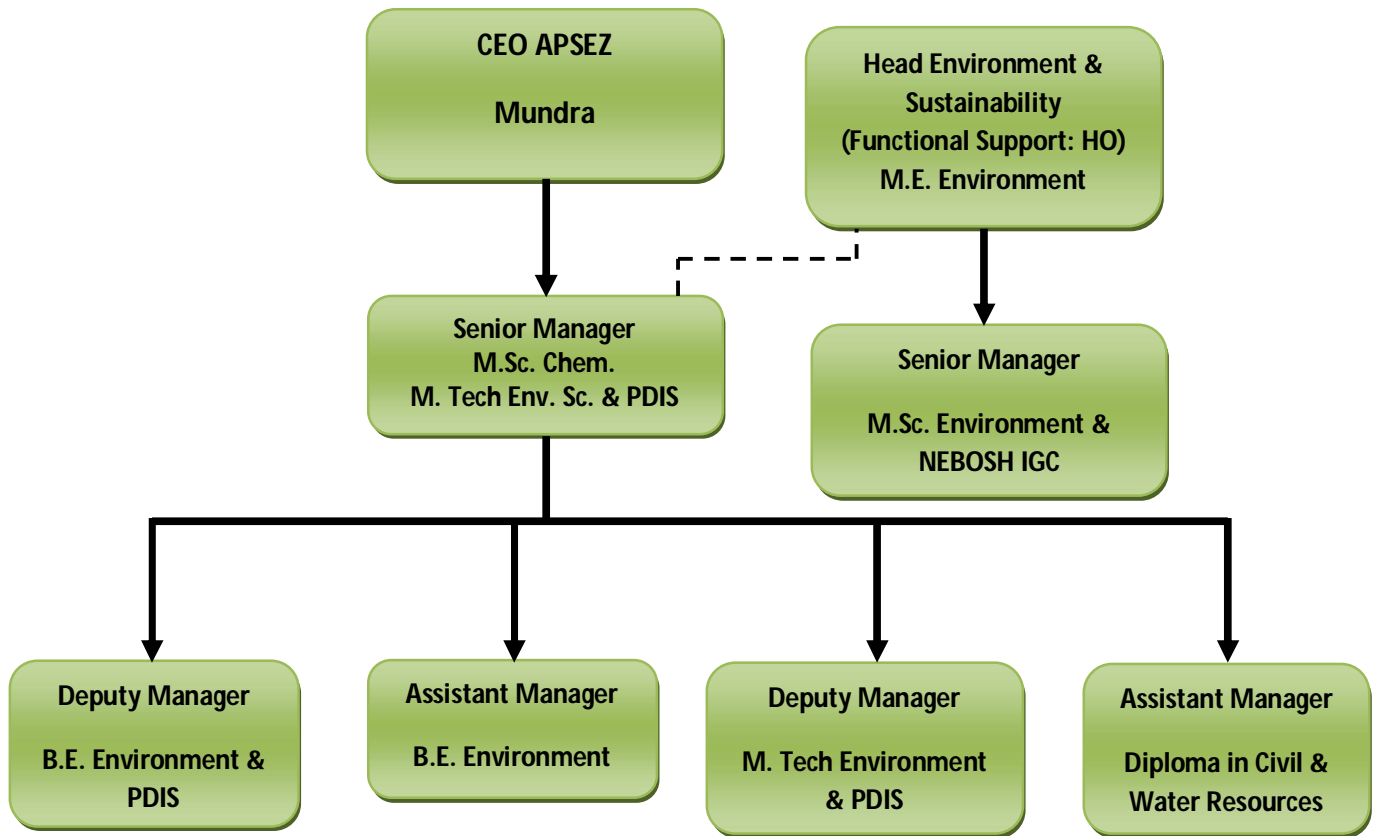 CEO APSEZ
Mundra
Head Environment &
Sustainability
(Functional Support: HO)
M.E. Environment
Senior Manager
M.Sc. Chem.
M. Tech Env. Sc. & PDIS
Senior Manager
M.Sc. Environment &
NEBOSH IGC
Deputy Manager
B.E. Environment &
PDIS
Assistant Manager
B.E. Environment
Deputy Manager
M. Tech Environment
& PDIS
Assistant Manager
Diploma in Civil &
Water Resources